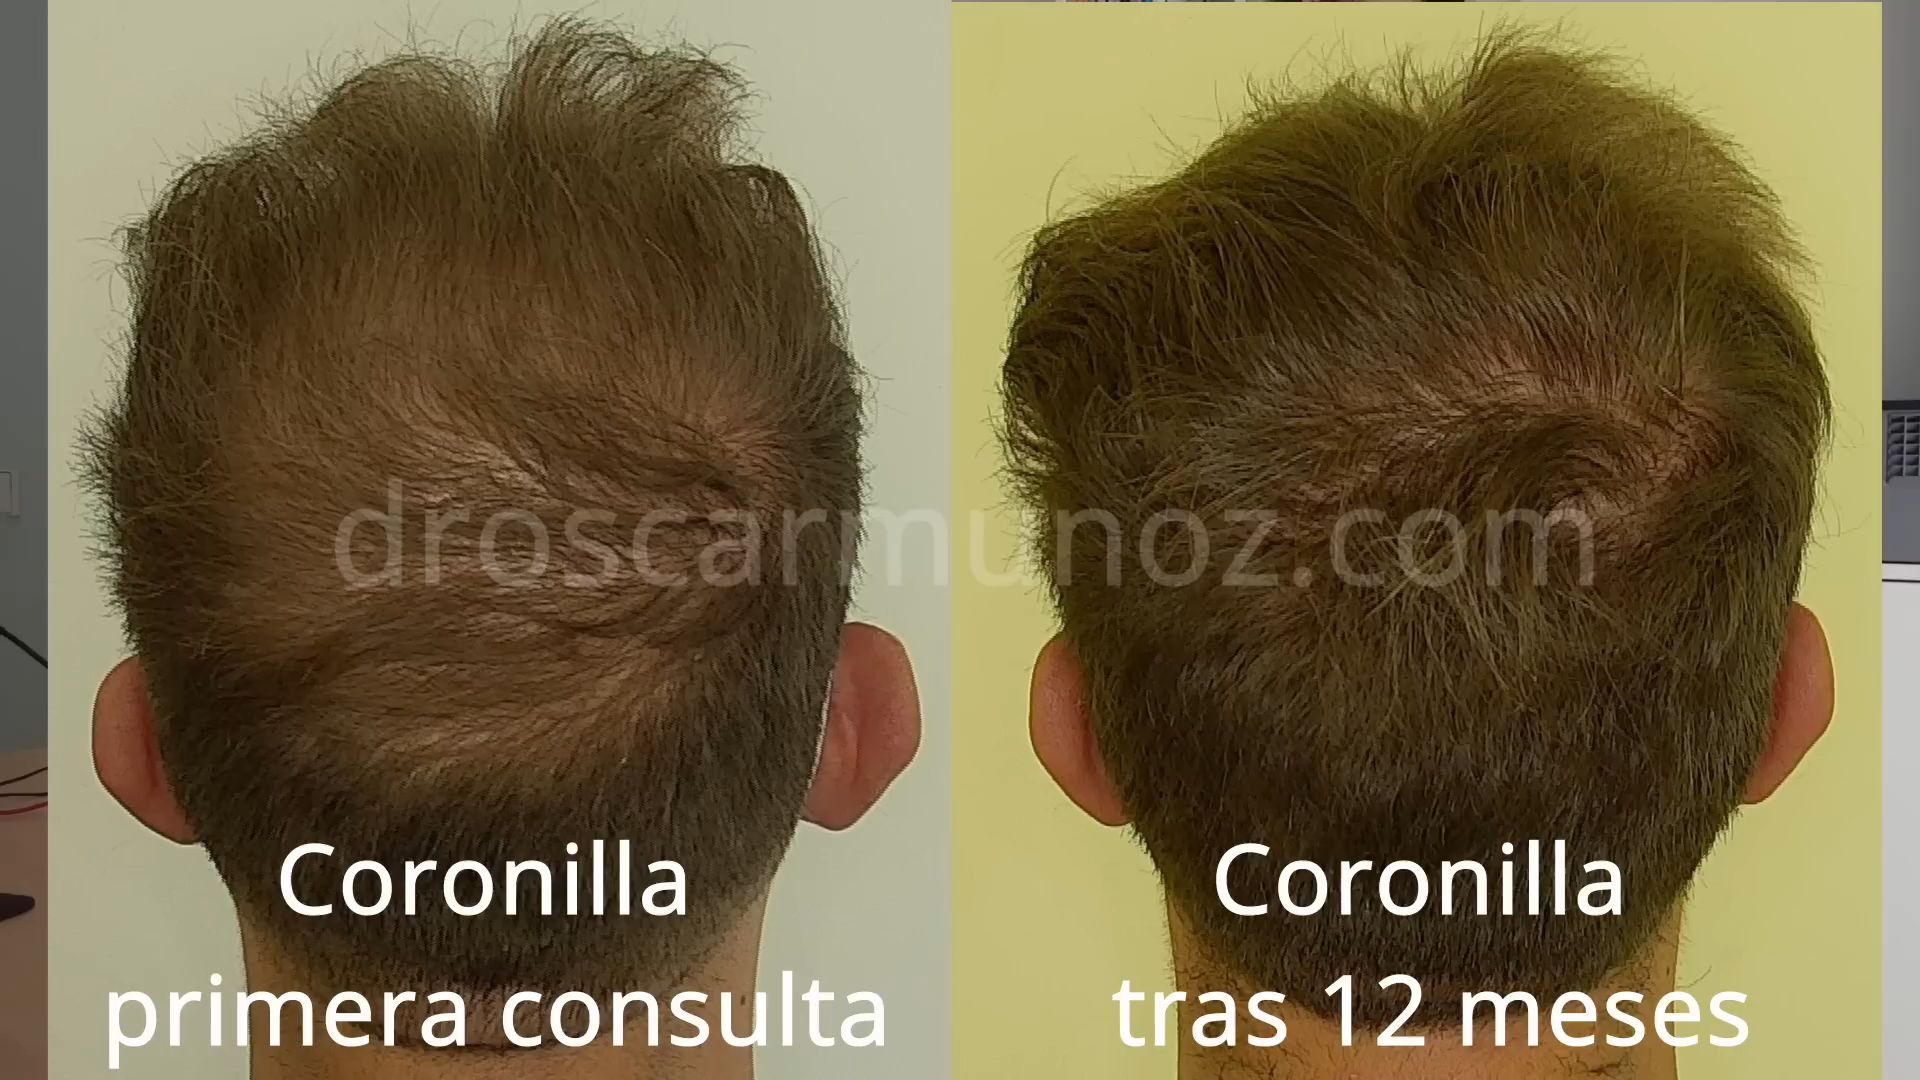 droscarmunoz.com
Coronilla
primera consulta
Coronilla
tras 12 meses